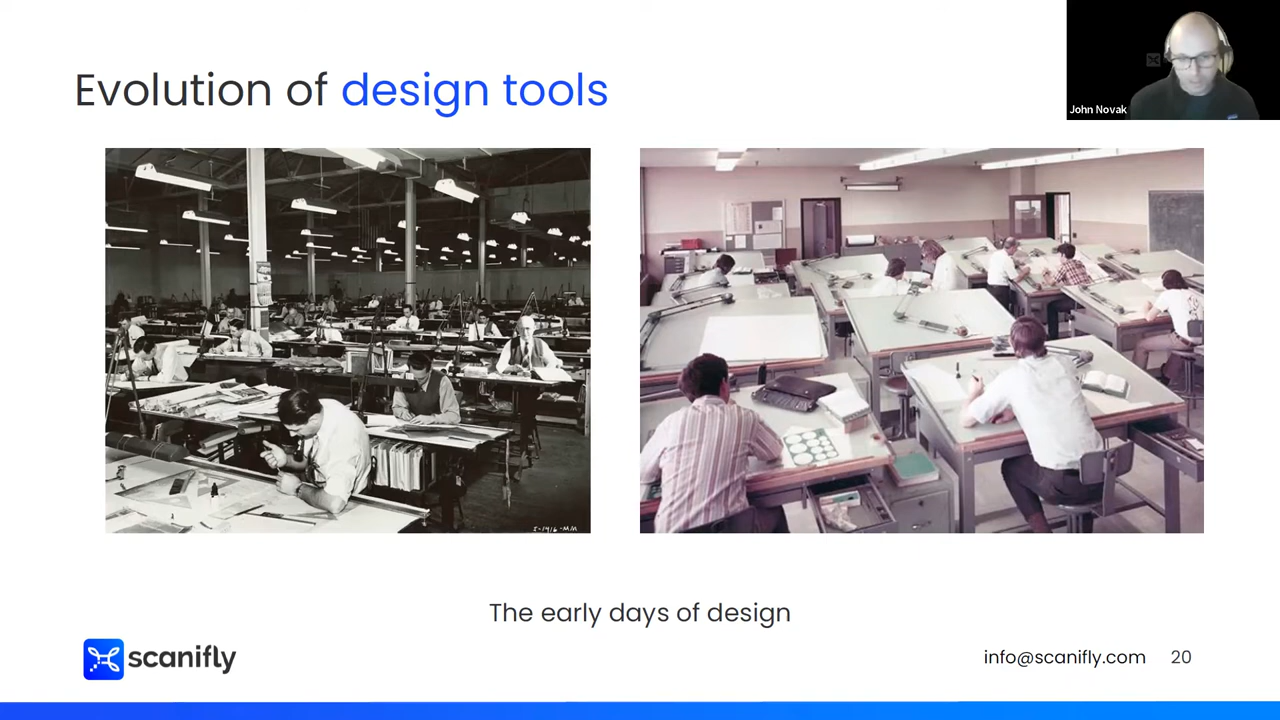 Evolution of design tools
John Novak
The early days of design
scanifly
info@scanifly.com 20